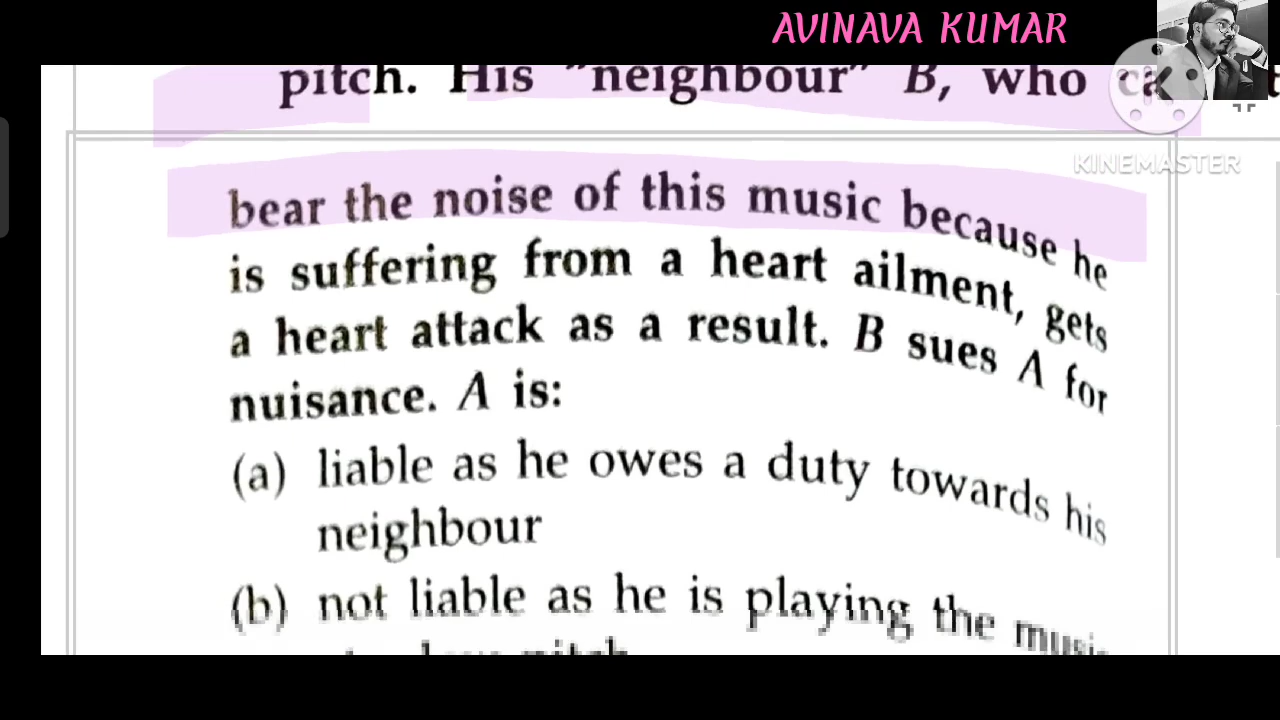 AVINAVA KUMAR
pitch. His "neighbour" B, who
KINEMASTER
bear the noise of this music because he
is suffering from a heart ailment, gets
a heart attack as a result. B sues A for
nuisance. A is:
(a) liable as he owes a duty towards his
neighbour
(b) not liable as he is playing the
pitch